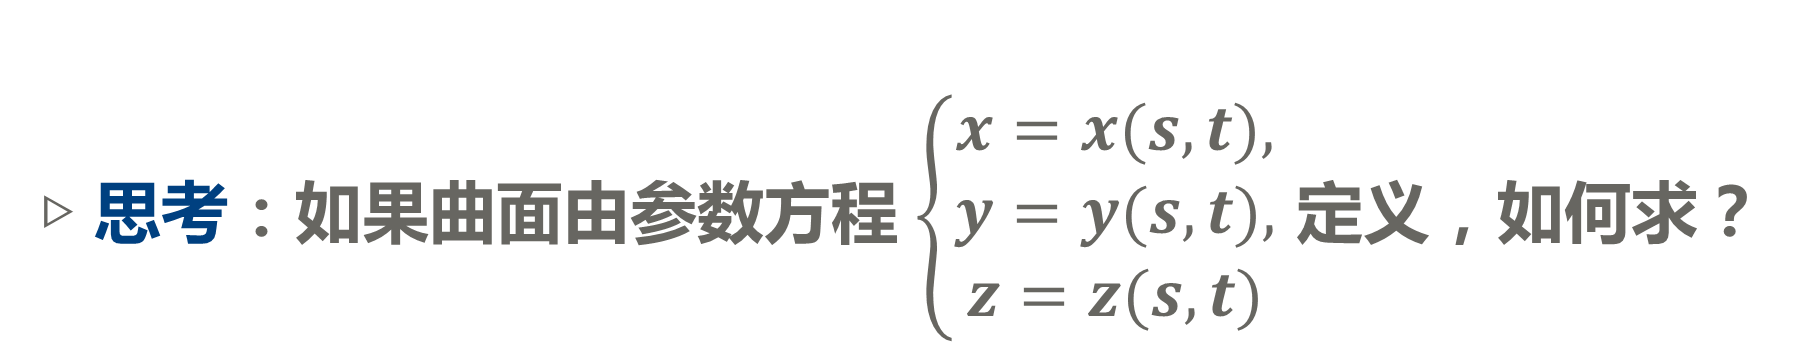 ▷ 思考：如果曲面由参数方程 { x = x(s,t), y = y(s,t), z = z(s,t) 定义，如何求？